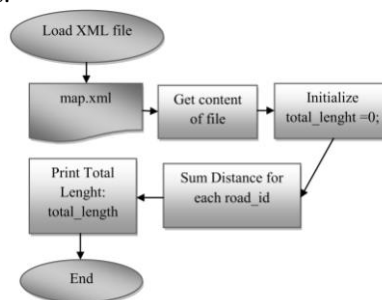 Load XML file
map.xml
Get content
of file
Initialize
total_lenght =0;
Sum Distance for
each road_id
Print Total
Lenght:
total_length
End